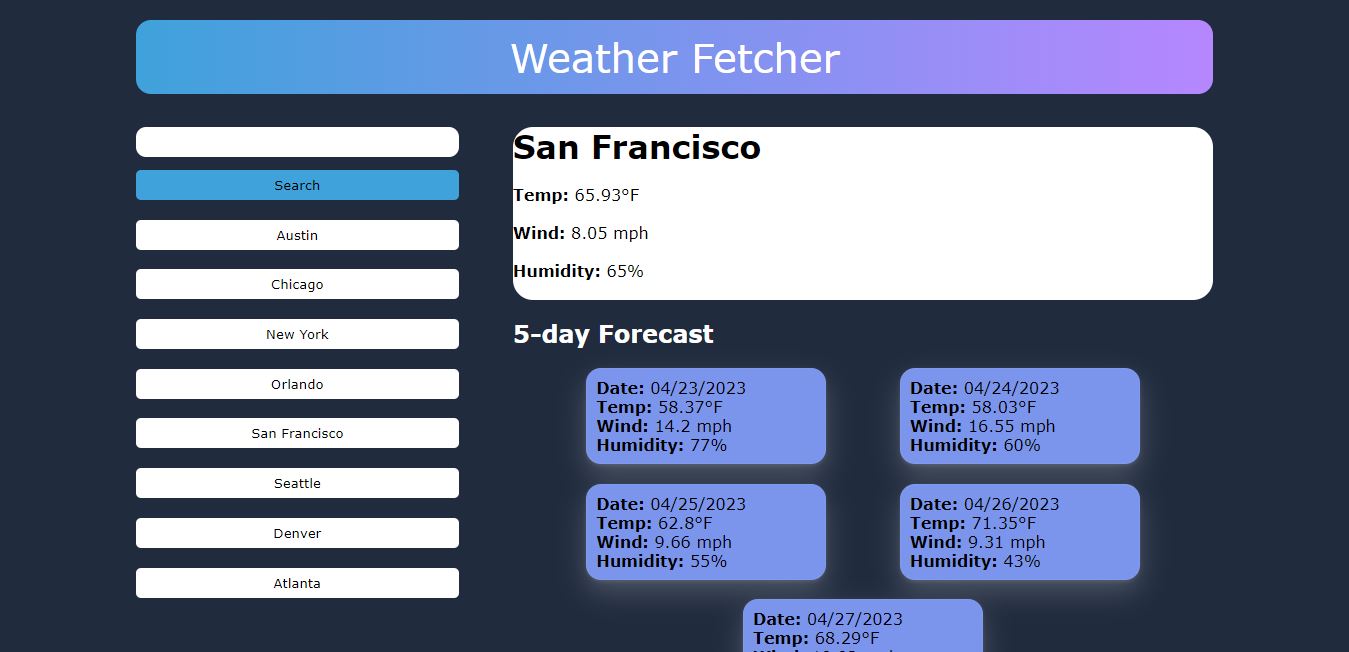 Weather Fetcher
Search
Austin
Chicago
New York
Orlando
San Francisco
Seattle
Denver
Atlanta
San Francisco
Temp: 65.93°F
Wind: 8.05 mph
Humidity: 65%
5-day Forecast
Date: 04/23/2023
Temp: 58.37°F
Wind: 14.2 mph
Humidity: 77%
Date: 04/24/2023
Temp: 58.03°F
Wind: 16.55 mph
Humidity: 60%
Date: 04/25/2023
Temp: 62.8°F
Wind: 9.66 mph
Humidity: 55%
Date: 04/26/2023
Temp: 71.35°F
Wind: 9.31 mph
Humidity: 43%
Date: 04/27/2023
Temp: 68.29°F